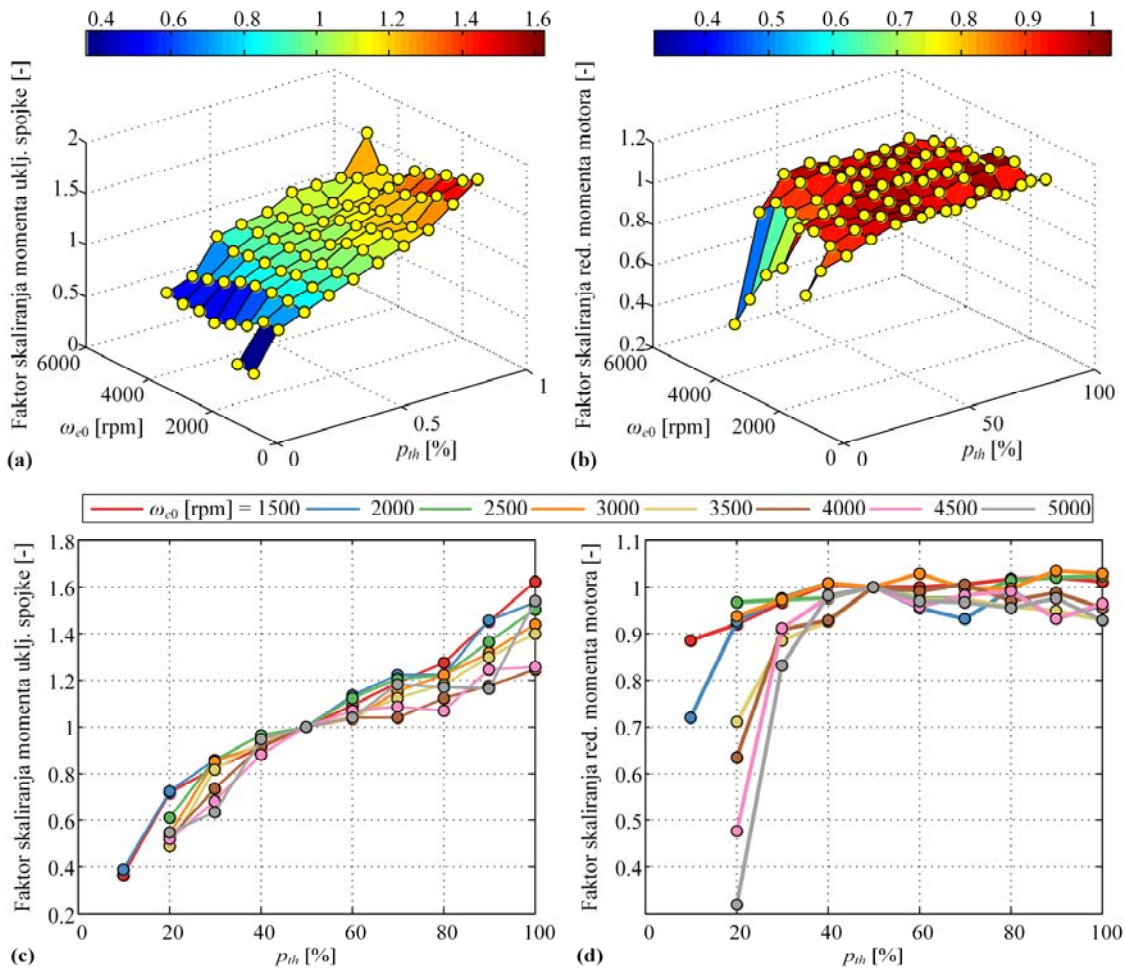 0.4 0.6 0.8 1 1.2 1.4 1.6
Faktor skaliranja momenta uklj. spojke [-]
2
1.5
1
0.5
0
6000
4000
2000
0
ω_e0 [rpm]
0
0.5
1
p_th [%]
(a)
0.4 0.5 0.6 0.7 0.8 0.9 1
Faktor skaliranja red. momenta motora [-]
1.2
1
0.8
0.6
0.4
0.2
6000
4000
2000
0
ω_e0 [rpm]
0
50
100
p_th [%]
(b)
ω_e0 [rpm] = 1500 2000 2500 3000 3500 4000 4500 5000
Faktor skaliranja momenta uklj. spojke [-]
1.8
1.6
1.4
1.2
1
0.8
0.6
0.4
0.2
0 20 40 60 80 100
p_th [%]
(c)
Faktor skaliranja red. momenta motora [-]
1.1
1
0.9
0.8
0.7
0.6
0.5
0.4
0 20 40 60 80 100
p_th [%]
(d)